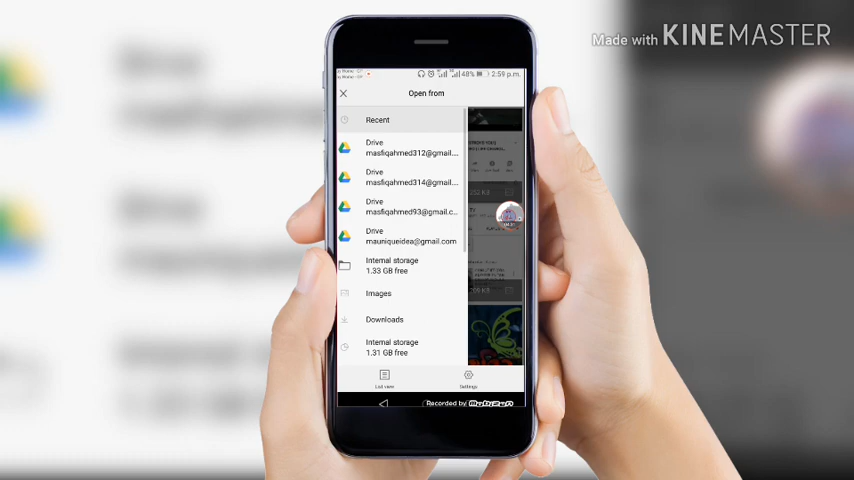 Made with KINEMASTER
48% 2:59 p.m.
Open from
Recent
Drive
masfiqahmed312@gmail....
Drive
masfiqahmed314@gmail....
Drive
masfiqahmed93@gmail.c...
Drive
mauniqueidea@gmail.com
Internal storage
1.33 GB free
Images
Downloads
Internal storage
1.31 GB free
List view
Settings
Recorded by Mobizen